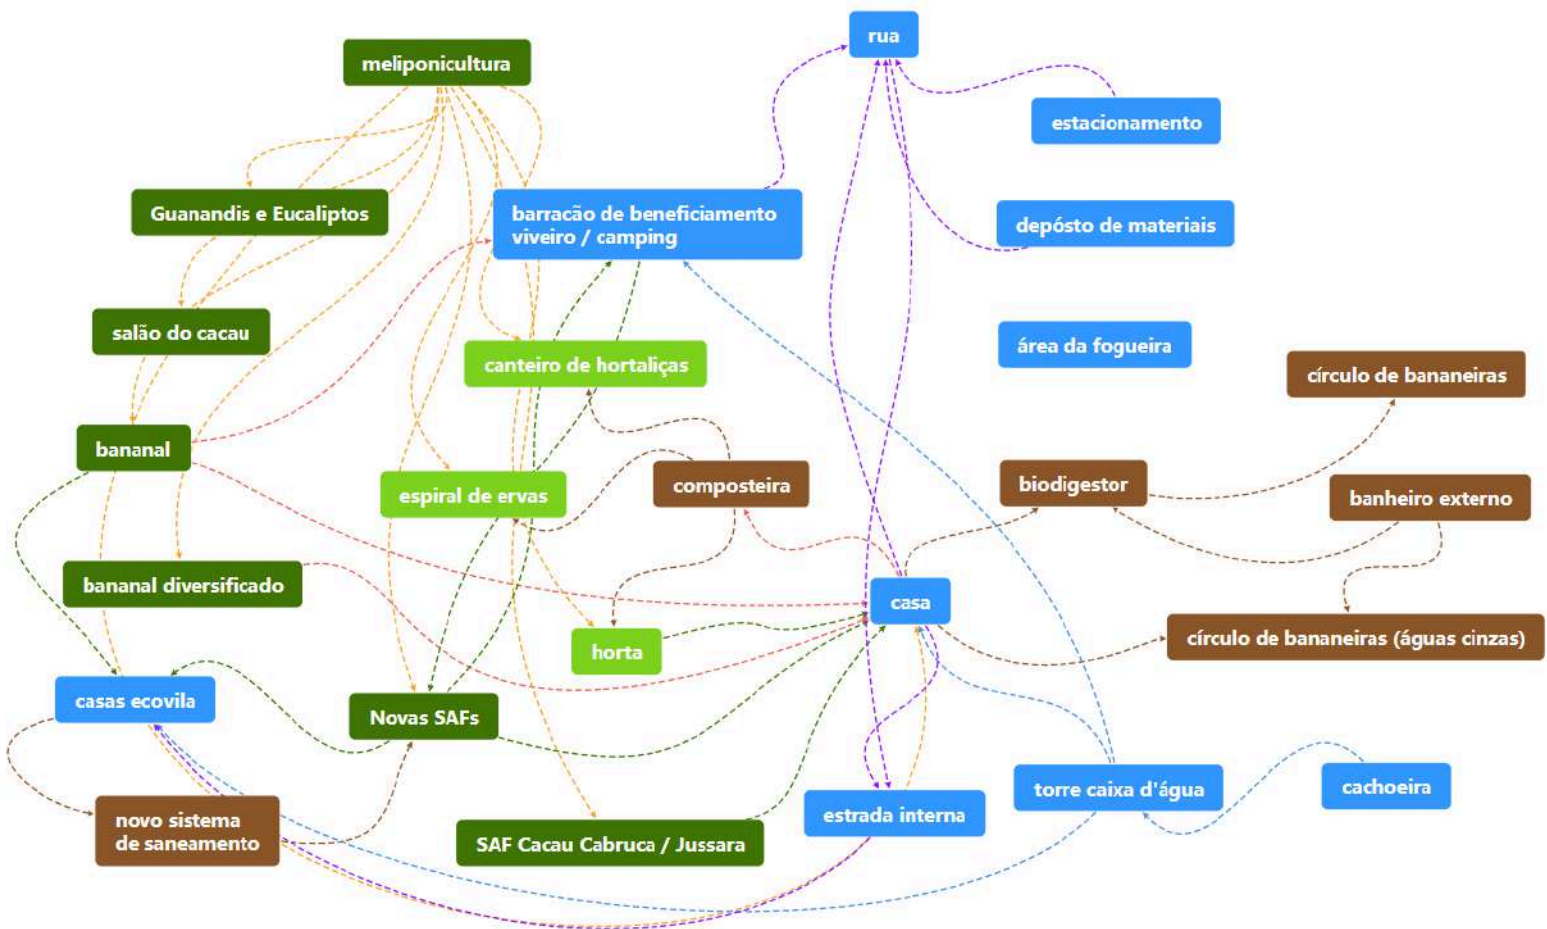 rua
meliponicultura
estacionamento
Guanandis e Eucaliptos
barracão de beneficiamento
viveiro / camping
depósto de materiais
salão do cacau
área da fogueira
canteiro de hortaliças
círculo de bananeiras
bananal
composteira
biodigestor
espiral de ervas
banheiro externo
bananal diversificado
casa
círculo de bananeiras (águas cinzas)
horta
casas ecovila
Novas SAFs
torre caixa d'água
cachoeira
estrada interna
novo sistema
de saneamento
SAF Cacau Cabruca / Jussara